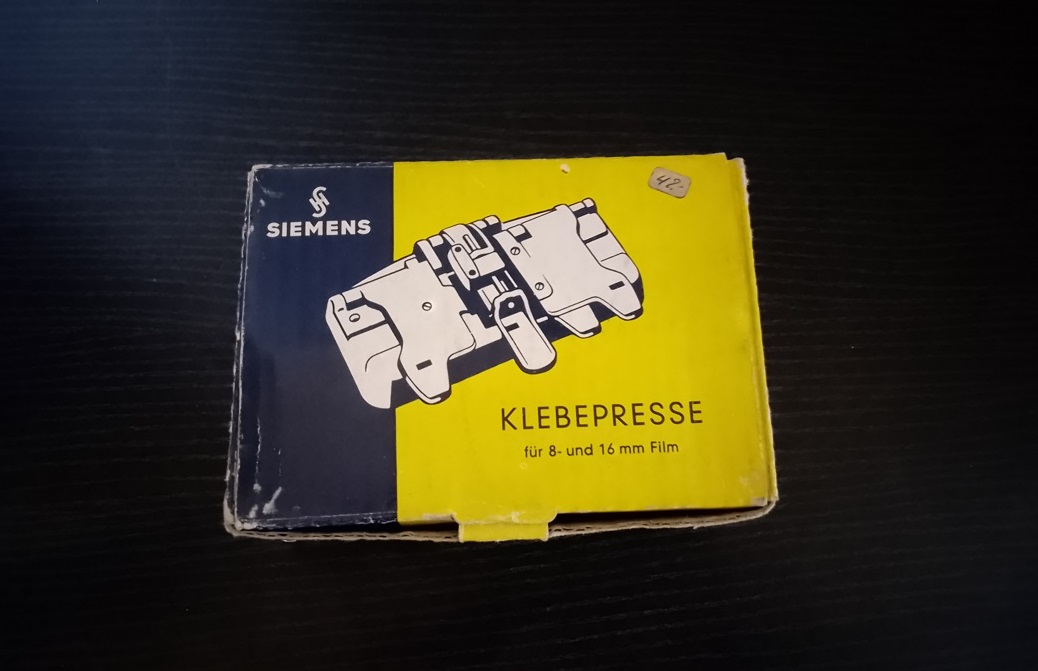 SIEMENS
42.-
KLEBEPRESSE
für 8- und 16 mm Film